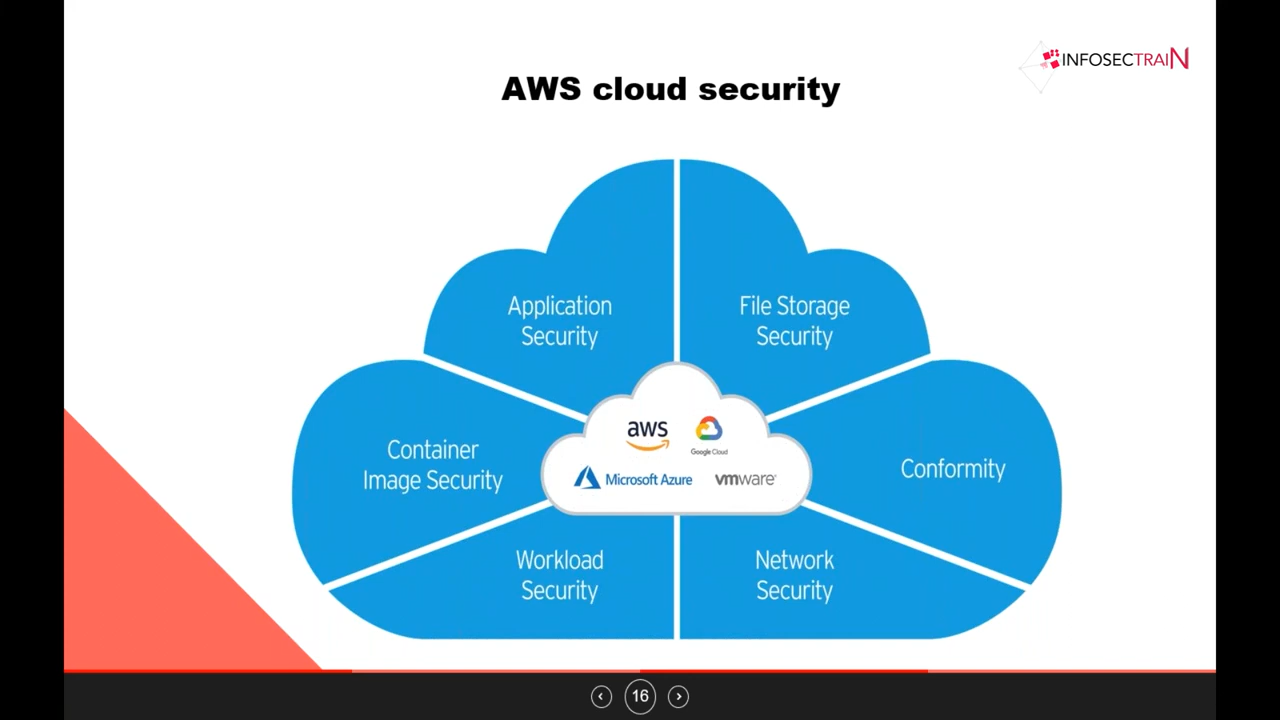 INFOSECTRAIN
AWS cloud security
Application
Security
File Storage
Security
Container
Image Security
aws
Google Cloud
Microsoft Azure
vmware®
Conformity
Workload
Security
Network
Security
16